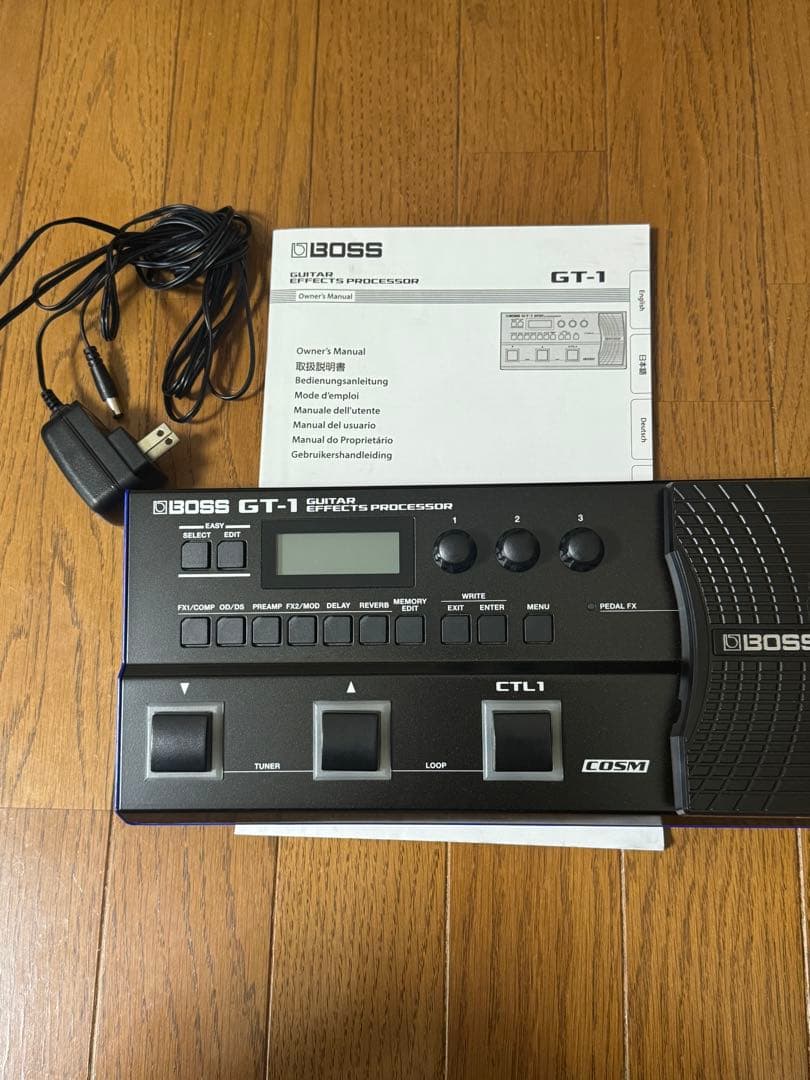 BOSS
GUITAR
EFFECTS PROCESSOR
GT-1
Owner's Manual
English
日本語
Deutsch
Owner's Manual
取扱説明書
Bedienungsanleitung
Mode d'emploi
Manuale dell'utente
Manual del usuario
Manual do Proprietário
Gebruikershandleiding
BOSS GT-1 GUITAR EFFECTS PROCESSOR
EASY
SELECT EDIT
1 2 3
WRITE
FX1/COMP OD/DS PREAMP FX2/MOD DELAY REVERB MEMORY EDIT EXIT ENTER MENU
PEDAL FX
BOSS
▼ ▲ CTL1
TUNER LOOP
COSM